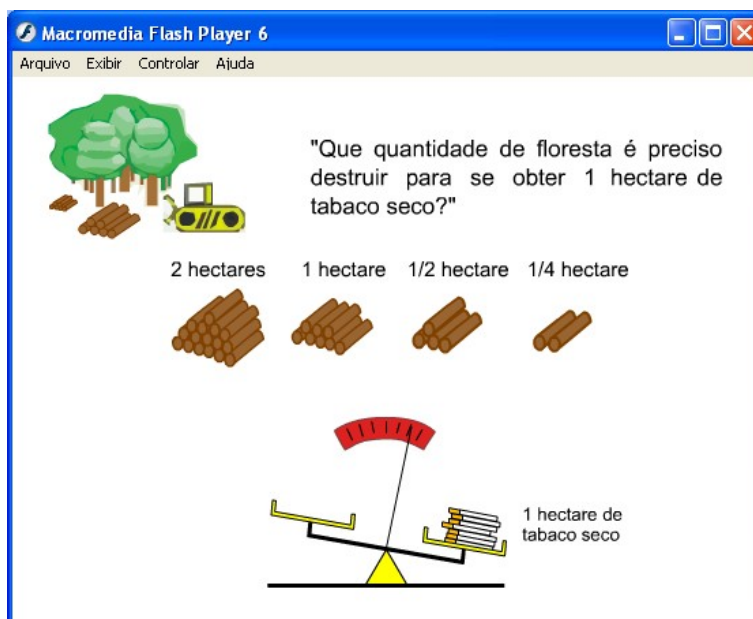 Macromedia Flash Player 6
Arquivo Exibir Controlar Ajuda
"Que quantidade de floresta é preciso
destruir para se obter 1 hectare de
tabaco seco?"
2 hectares 1 hectare 1/2 hectare 1/4 hectare
1 hectare de
tabaco seco